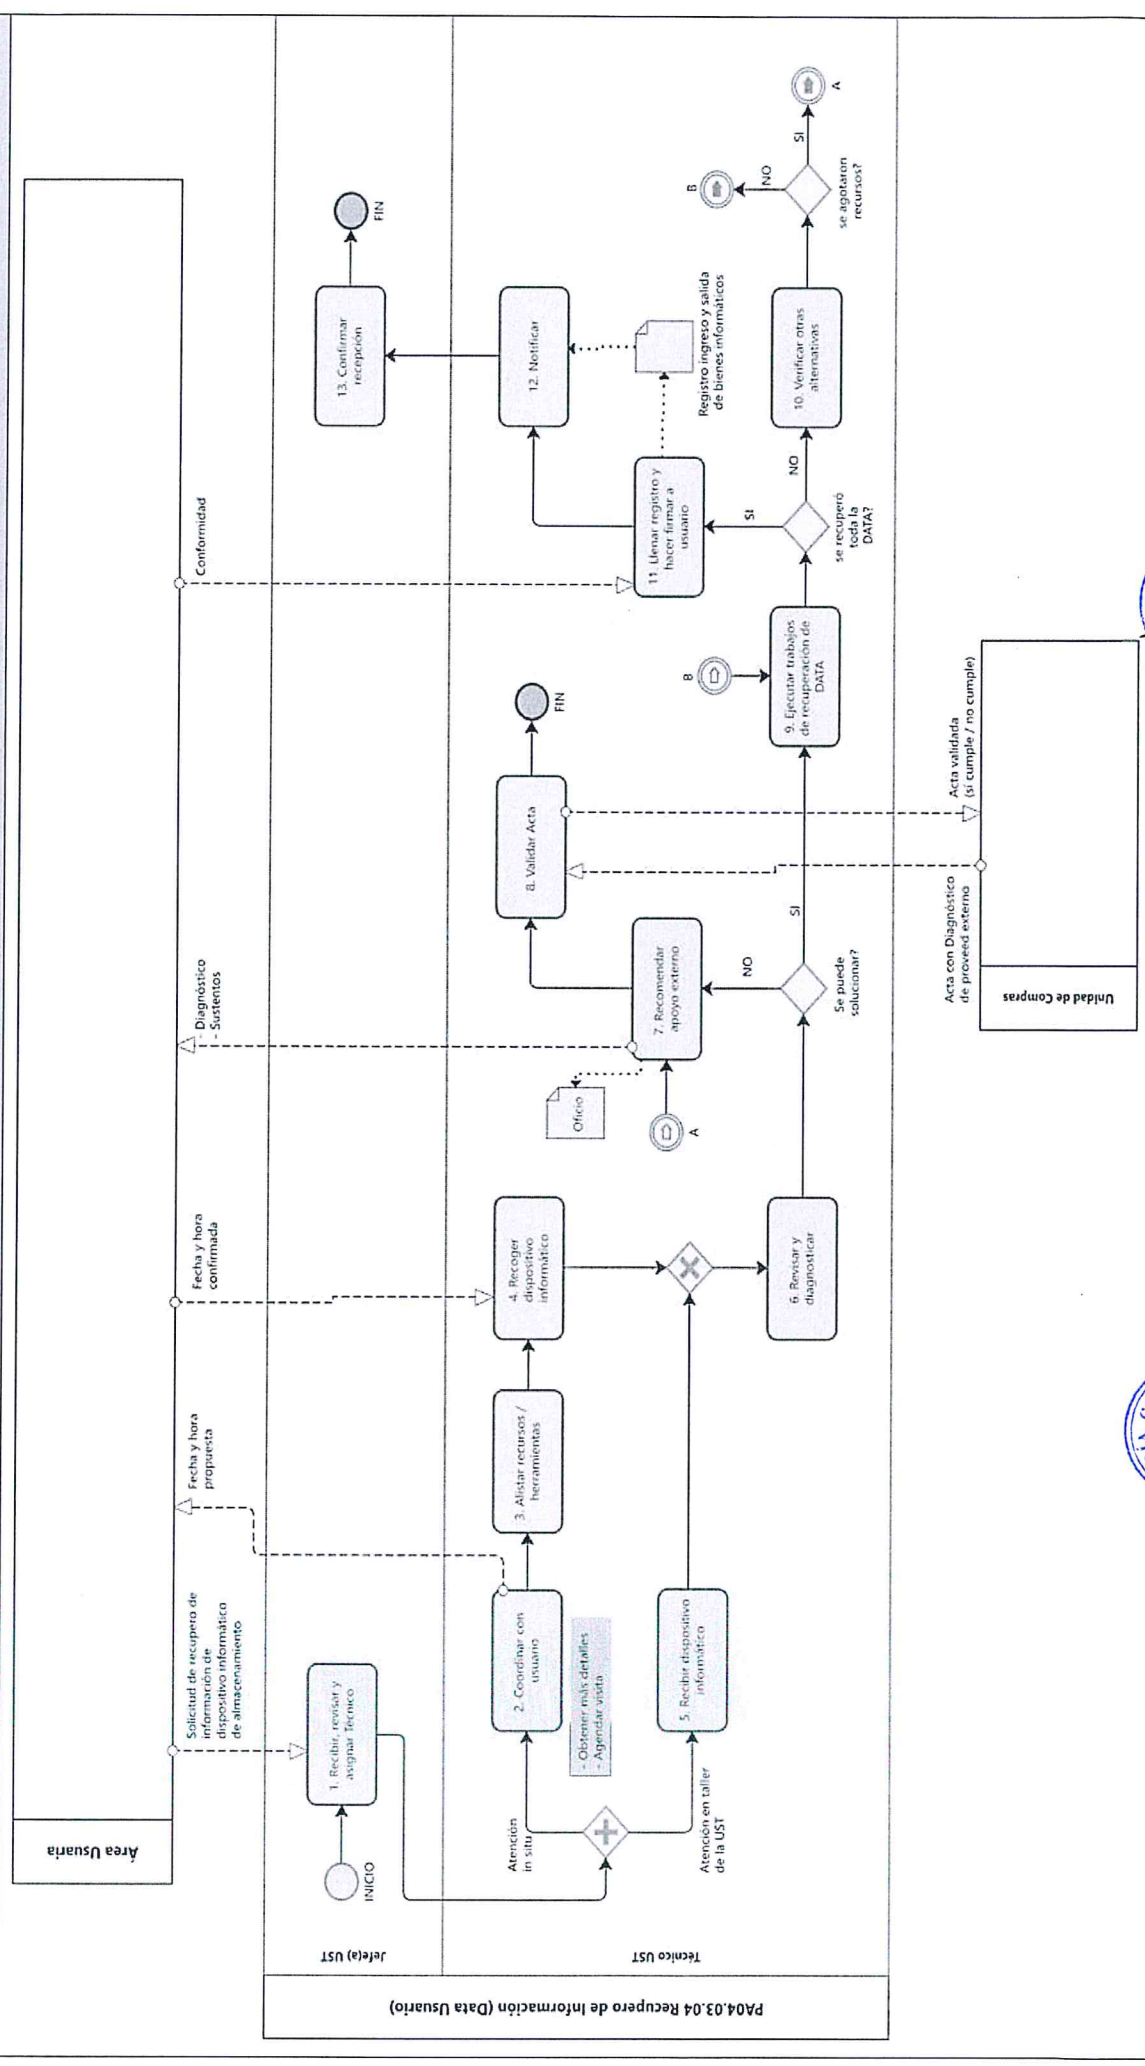 Área Usuaria
Solicitud de recupero de
información de
dispositivo informático
de almacenamiento
Fecha y hora
propuesta
Fecha y hora
confirmada
- Diagnóstico
- Sustentos
Conformidad
PA04.03.04 Recupero de Información (Data Usuario)
Jefe(a) UST
INICIO
1. Recibir, revisar y
asignar Técnico
13. Confirmar
recepción
FIN
Técnico UST
Atención
in situ
Atención en taller
de la UST
2. Coordinar con
usuario
- Obtener más detalles
- Agendar visita
3. Alistar recursos /
herramientas
4. Recoger
dispositivo
informático
5. Recibir dispositivo
informático
6. Revisar y
diagnosticar
Se puede
solucionar?
NO
SI
A
7. Recomendar
apoyo externo
Oficio
8. Validar Acta
FIN
B
9. Ejecutar trabajos
de recuperación de
DATA
se recuperó
toda la
DATA?
SI
NO
11. Llenar registro y
hacer firmar a
usuario
12. Notificar
Registro ingreso y salida
de bienes informáticos
10. Verificar otras
alternativas
se agotaron
recursos?
NO
B
SI
A
Unidad de Compras
Acta con Diagnóstico
de proveed externo
Acta validada
(sí cumple / no cumple)